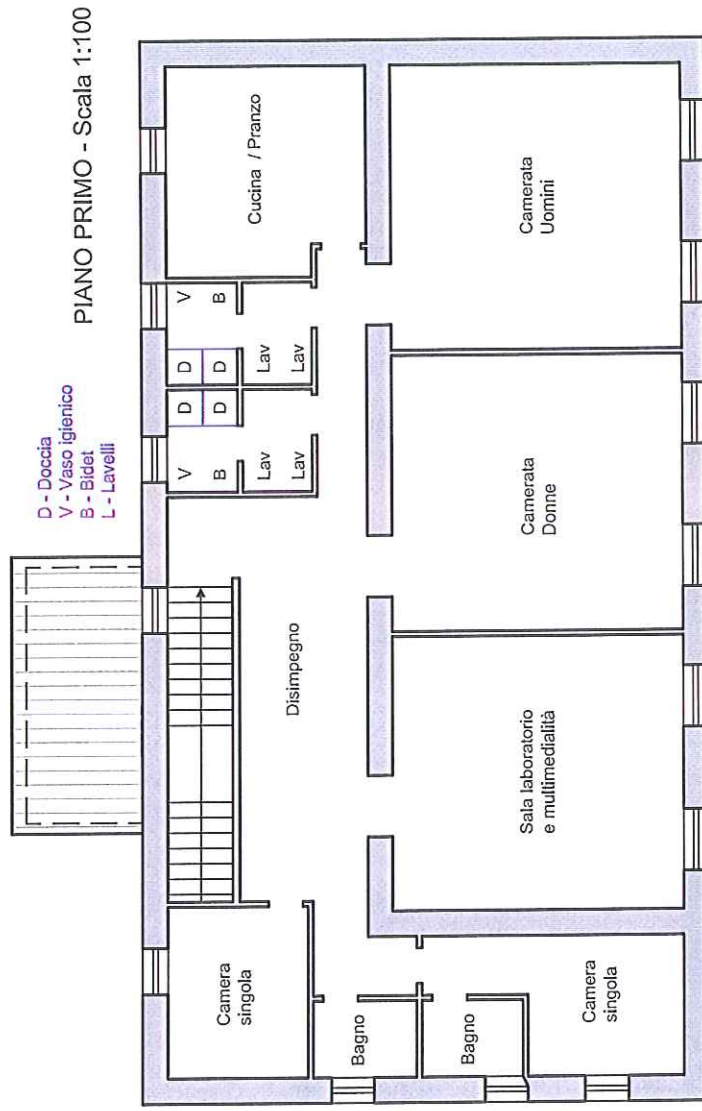 PIANO PRIMO - Scala 1:100
D - Doccia
V - Vaso igienico
B - Bidet
L - Lavelli
Camera
singola
V
D
D
V
B
D
D
B
Cucina / Pranzo
Lav
Lav
Lav
Lav
Disimpegno
Bagno
Bagno
Camera
singola
Sala laboratorio
e multimedialità
Camerata
Donne
Camerata
Uomini